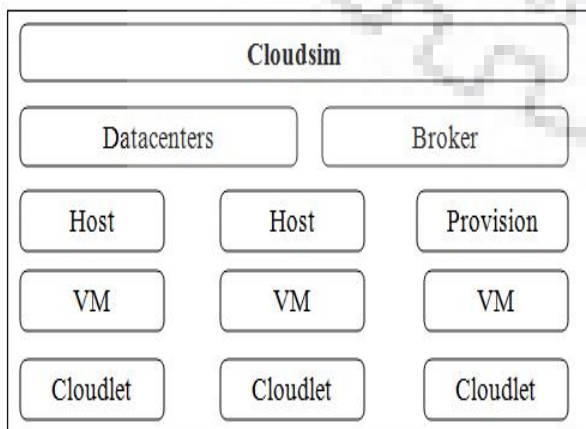 Cloudsim
Datacenters Broker
Host Host Provision
VM VM VM
Cloudlet Cloudlet Cloudlet